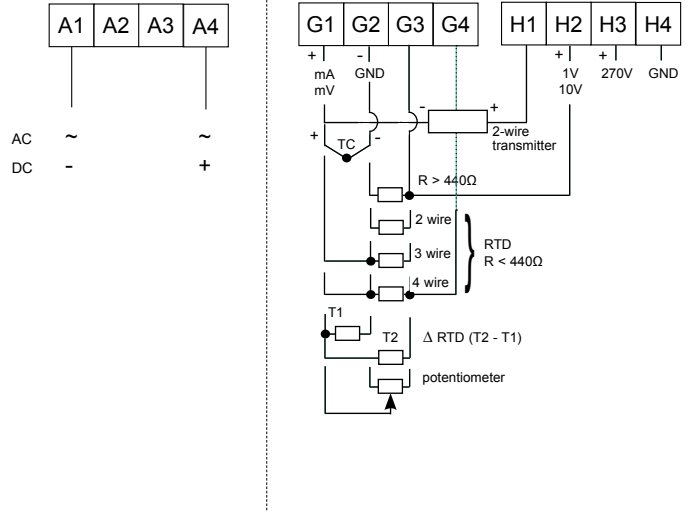 A1 A2 A3 A4
AC ~ ~
DC - +
G1 G2 G3 G4 H1 H2 H3 H4
+ - + +
mA GND 1V 270V GND
mV 10V
- +
2-wire
transmitter
+ TC -
R > 440Ω
2 wire
3 wire
4 wire
RTD
R < 440Ω
T1
T2 Δ RTD (T2 - T1)
potentiometer